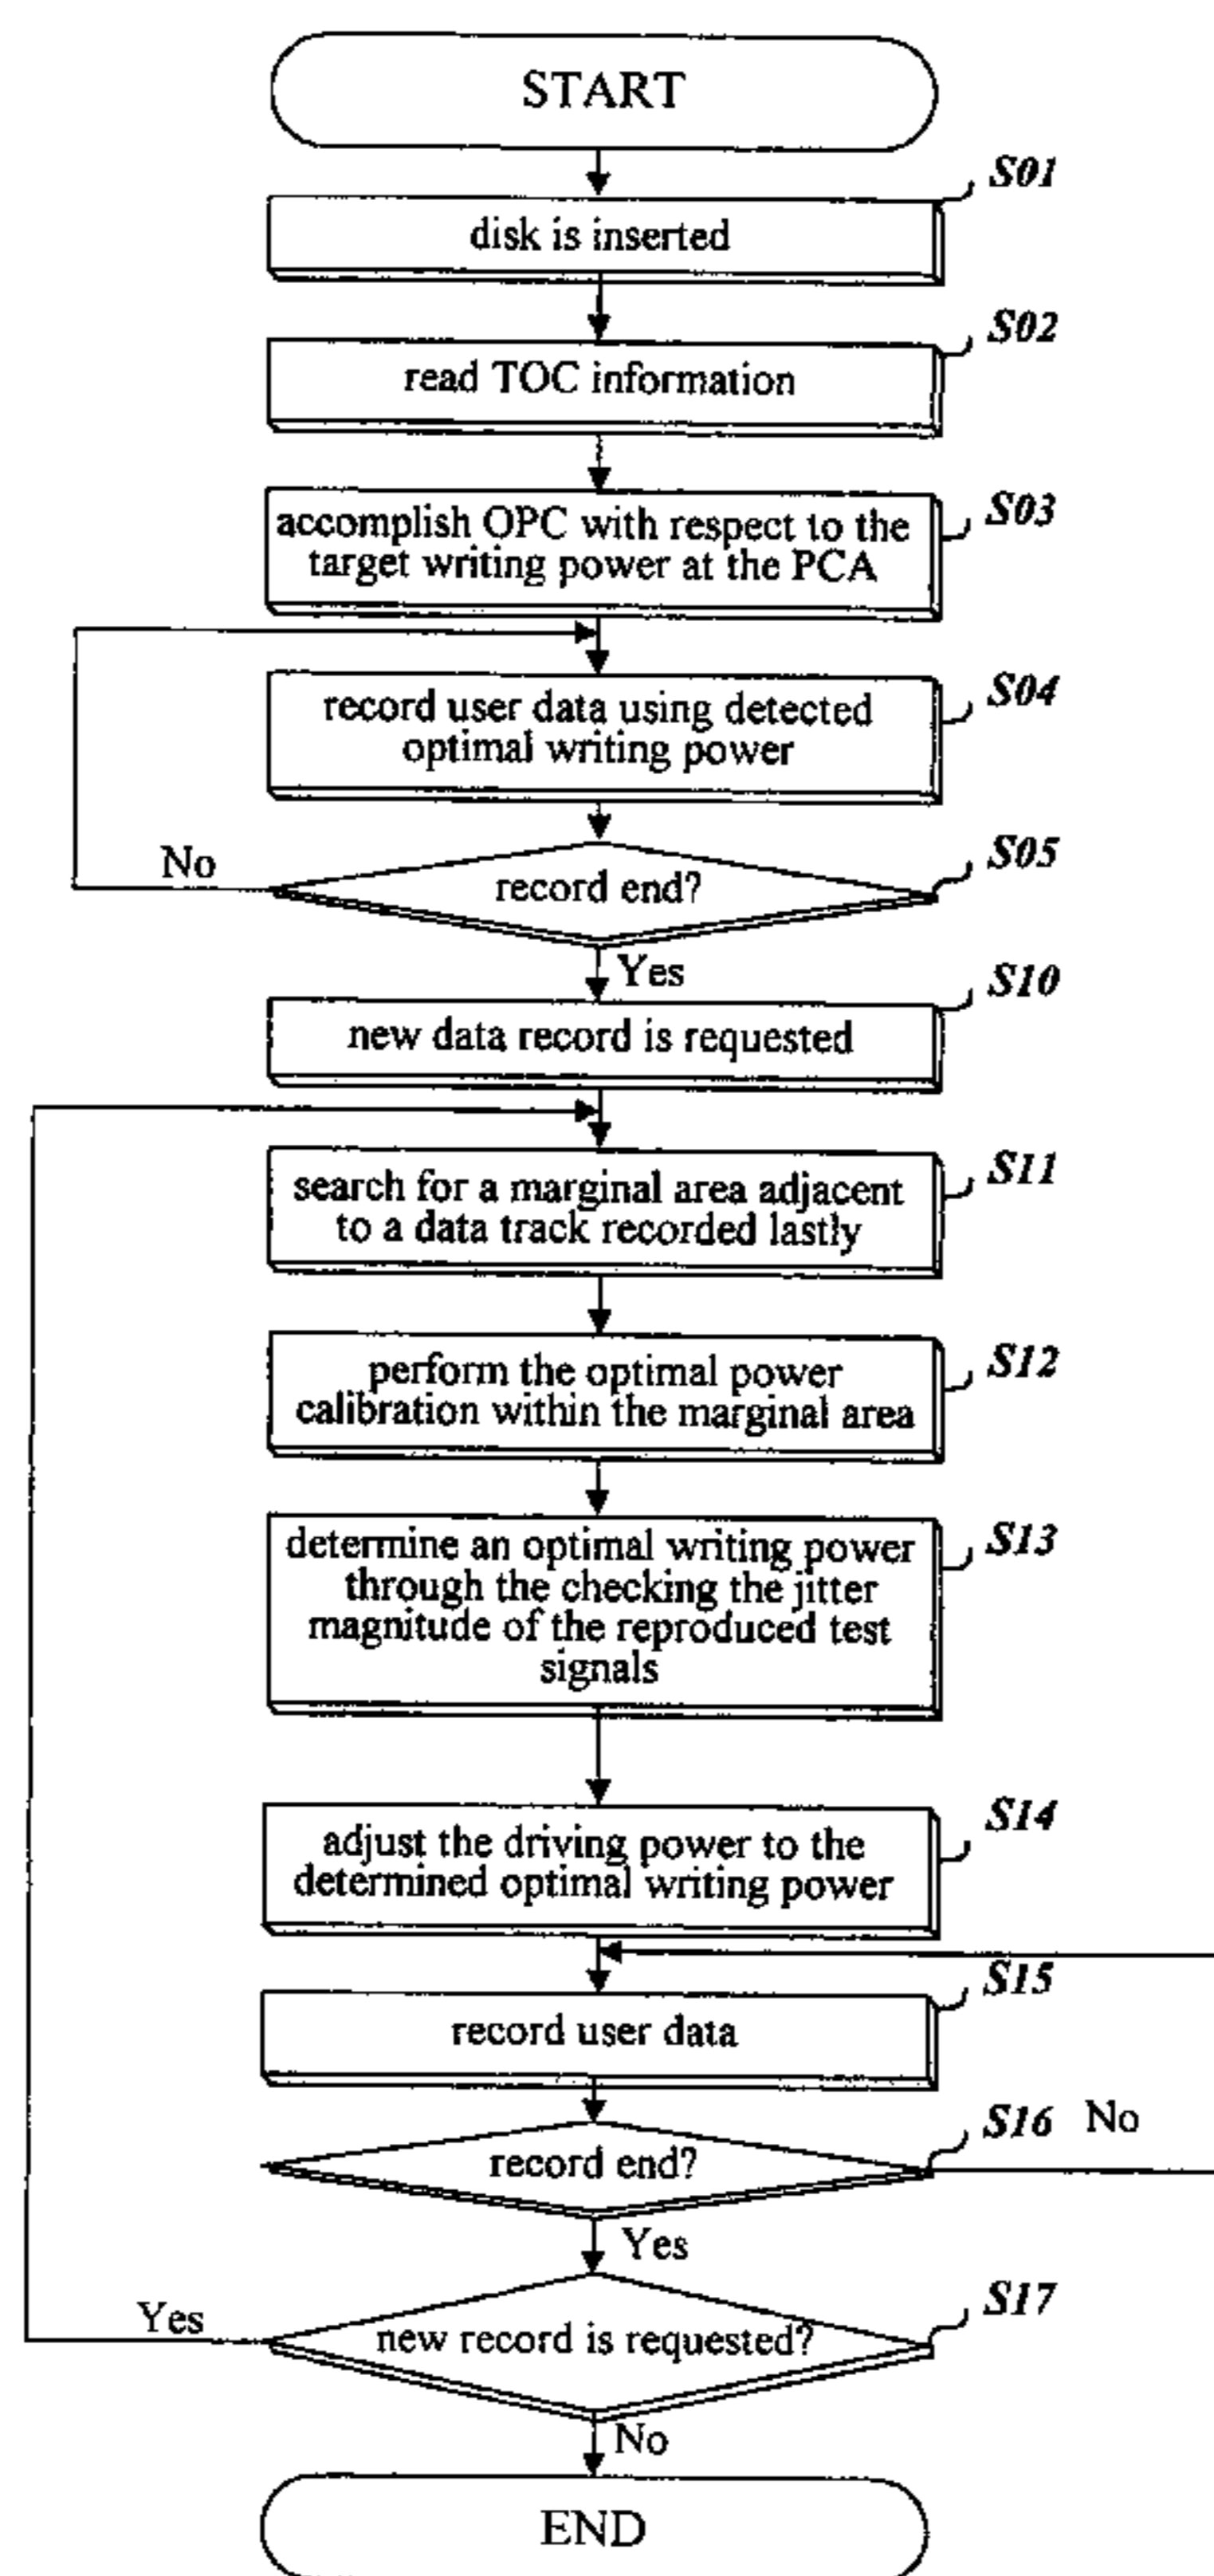 START
S01
disk is inserted
S02
read TOC information
S03
accomplish OPC with respect to the
target writing power at the PCA
S04
record user data using detected
optimal writing power
S05
No
record end?
Yes
S10
new data record is requested
S11
search for a marginal area adjacent
to a data track recorded lastly
S12
perform the optimal power
calibration within the marginal area
S13
determine an optimal writing power
through the checking the jitter
magnitude of the reproduced test
signals
S14
adjust the driving power to the
determined optimal writing power
S15
record user data
S16 No
record end?
Yes
S17
Yes
new record is requested?
No
END